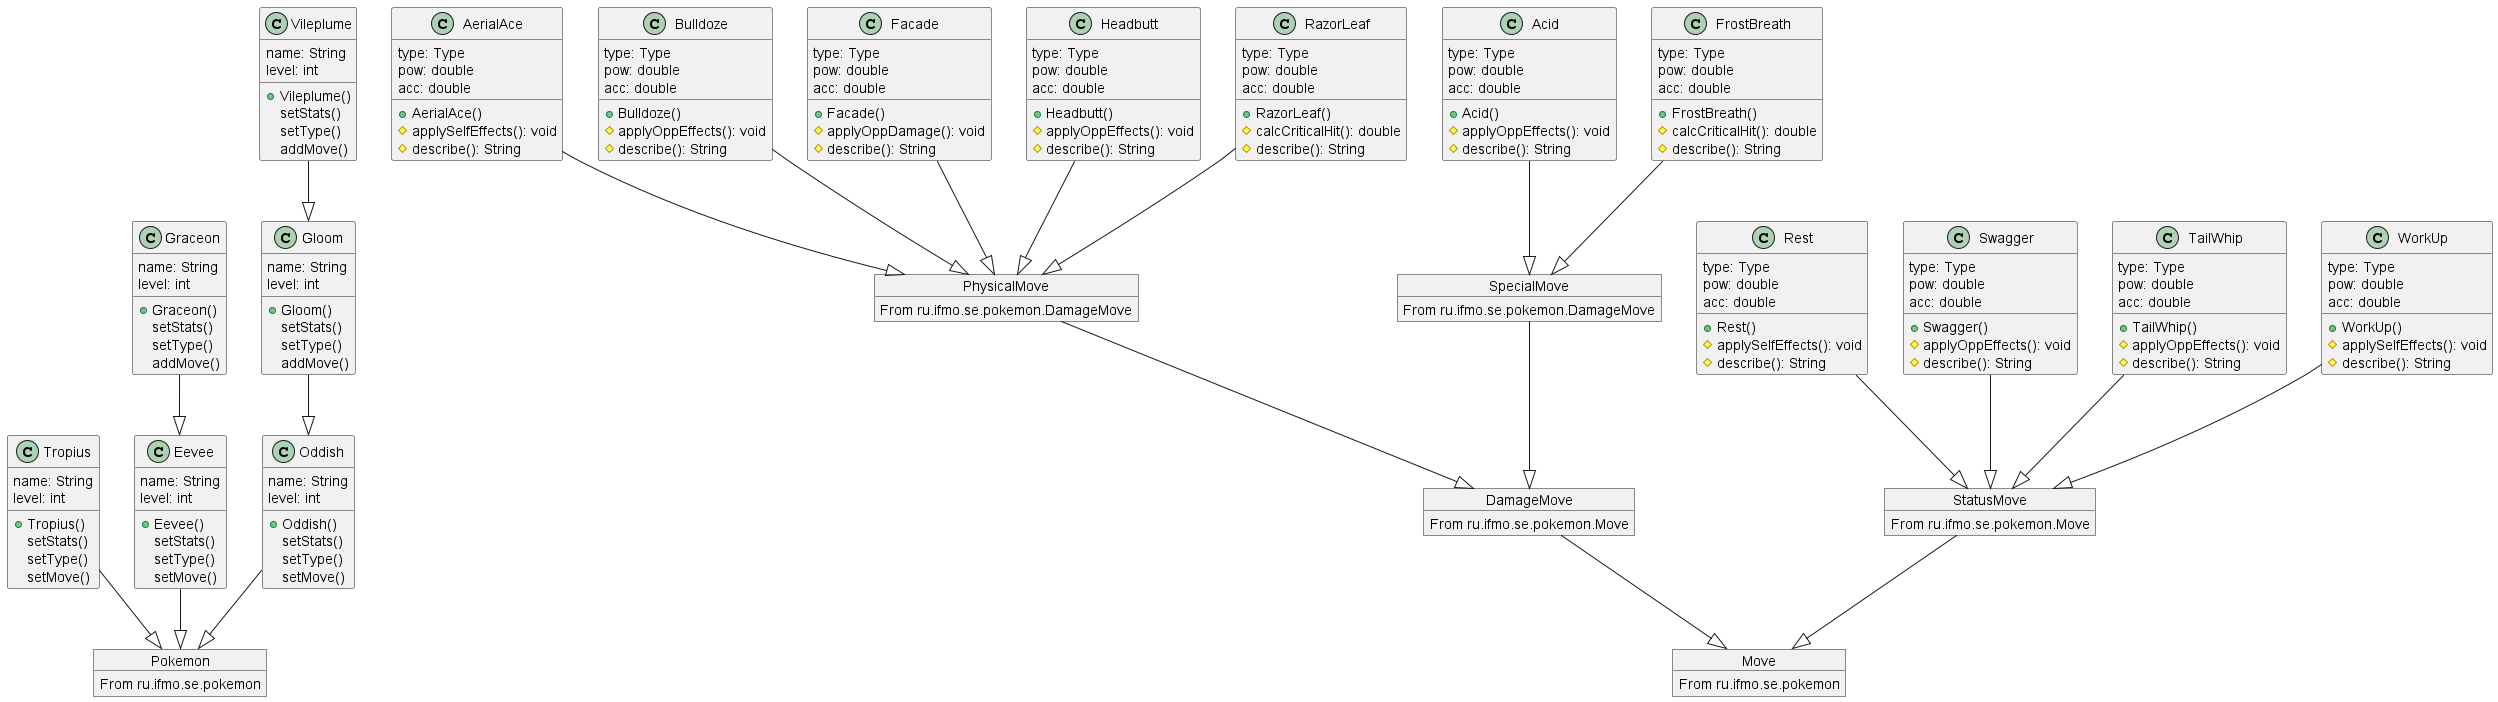 C Vileplume
name: String
level: int
Vileplume()
setStats()
setType()
addMove()
C AerialAce
type: Type
pow: double
acc: double
AerialAce()
applySelfEffects(): void
describe(): String
C Bulldoze
type: Type
pow: double
acc: double
Bulldoze()
applyOppEffects(): void
describe(): String
C Facade
type: Type
pow: double
acc: double
Facade()
applyOppDamage(): void
describe(): String
C Headbutt
type: Type
pow: double
acc: double
Headbutt()
applyOppEffects(): void
describe(): String
C RazorLeaf
type: Type
pow: double
acc: double
RazorLeaf()
calcCriticalHit(): double
describe(): String
C Acid
type: Type
pow: double
acc: double
Acid()
applyOppEffects(): void
describe(): String
C FrostBreath
type: Type
pow: double
acc: double
FrostBreath()
calcCriticalHit(): double
describe(): String
C Graceon
name: String
level: int
Graceon()
setStats()
setType()
addMove()
C Gloom
name: String
level: int
Gloom()
setStats()
setType()
addMove()
PhysicalMove
From ru.ifmo.se.pokemon.DamageMove
SpecialMove
From ru.ifmo.se.pokemon.DamageMove
C Rest
type: Type
pow: double
acc: double
Rest()
applySelfEffects(): void
describe(): String
C Swagger
type: Type
pow: double
acc: double
Swagger()
applyOppEffects(): void
describe(): String
C TailWhip
type: Type
pow: double
acc: double
TailWhip()
applyOppEffects(): void
describe(): String
C WorkUp
type: Type
pow: double
acc: double
WorkUp()
applySelfEffects(): void
describe(): String
C Tropius
name: String
level: int
Tropius()
setStats()
setType()
setMove()
C Eevee
name: String
level: int
Eevee()
setStats()
setType()
setMove()
C Oddish
name: String
level: int
Oddish()
setStats()
setType()
setMove()
DamageMove
From ru.ifmo.se.pokemon.Move
StatusMove
From ru.ifmo.se.pokemon.Move
Pokemon
From ru.ifmo.se.pokemon
Move
From ru.ifmo.se.pokemon